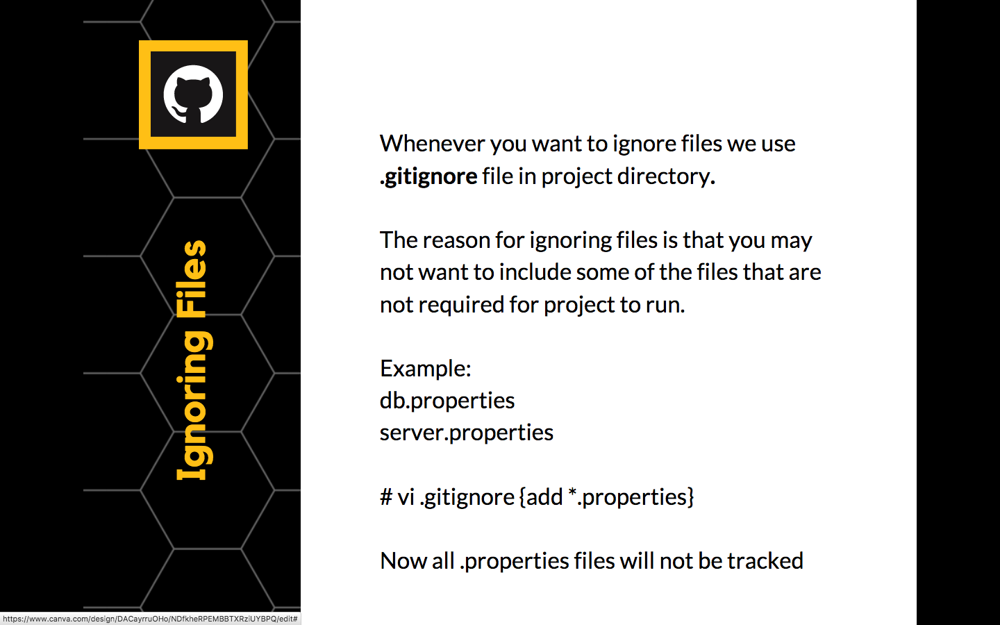 Ignoring Files
Whenever you want to ignore files we use
.gitignore file in project directory.
The reason for ignoring files is that you may
not want to include some of the files that are
not required for project to run.
Example:
db.properties
server.properties
# vi .gitignore {add *.properties}
Now all .properties files will not be tracked
https://www.canva.com/design/DACayrruOHo/NDfkheRPEMBBTXRziUYBPQ/edit#